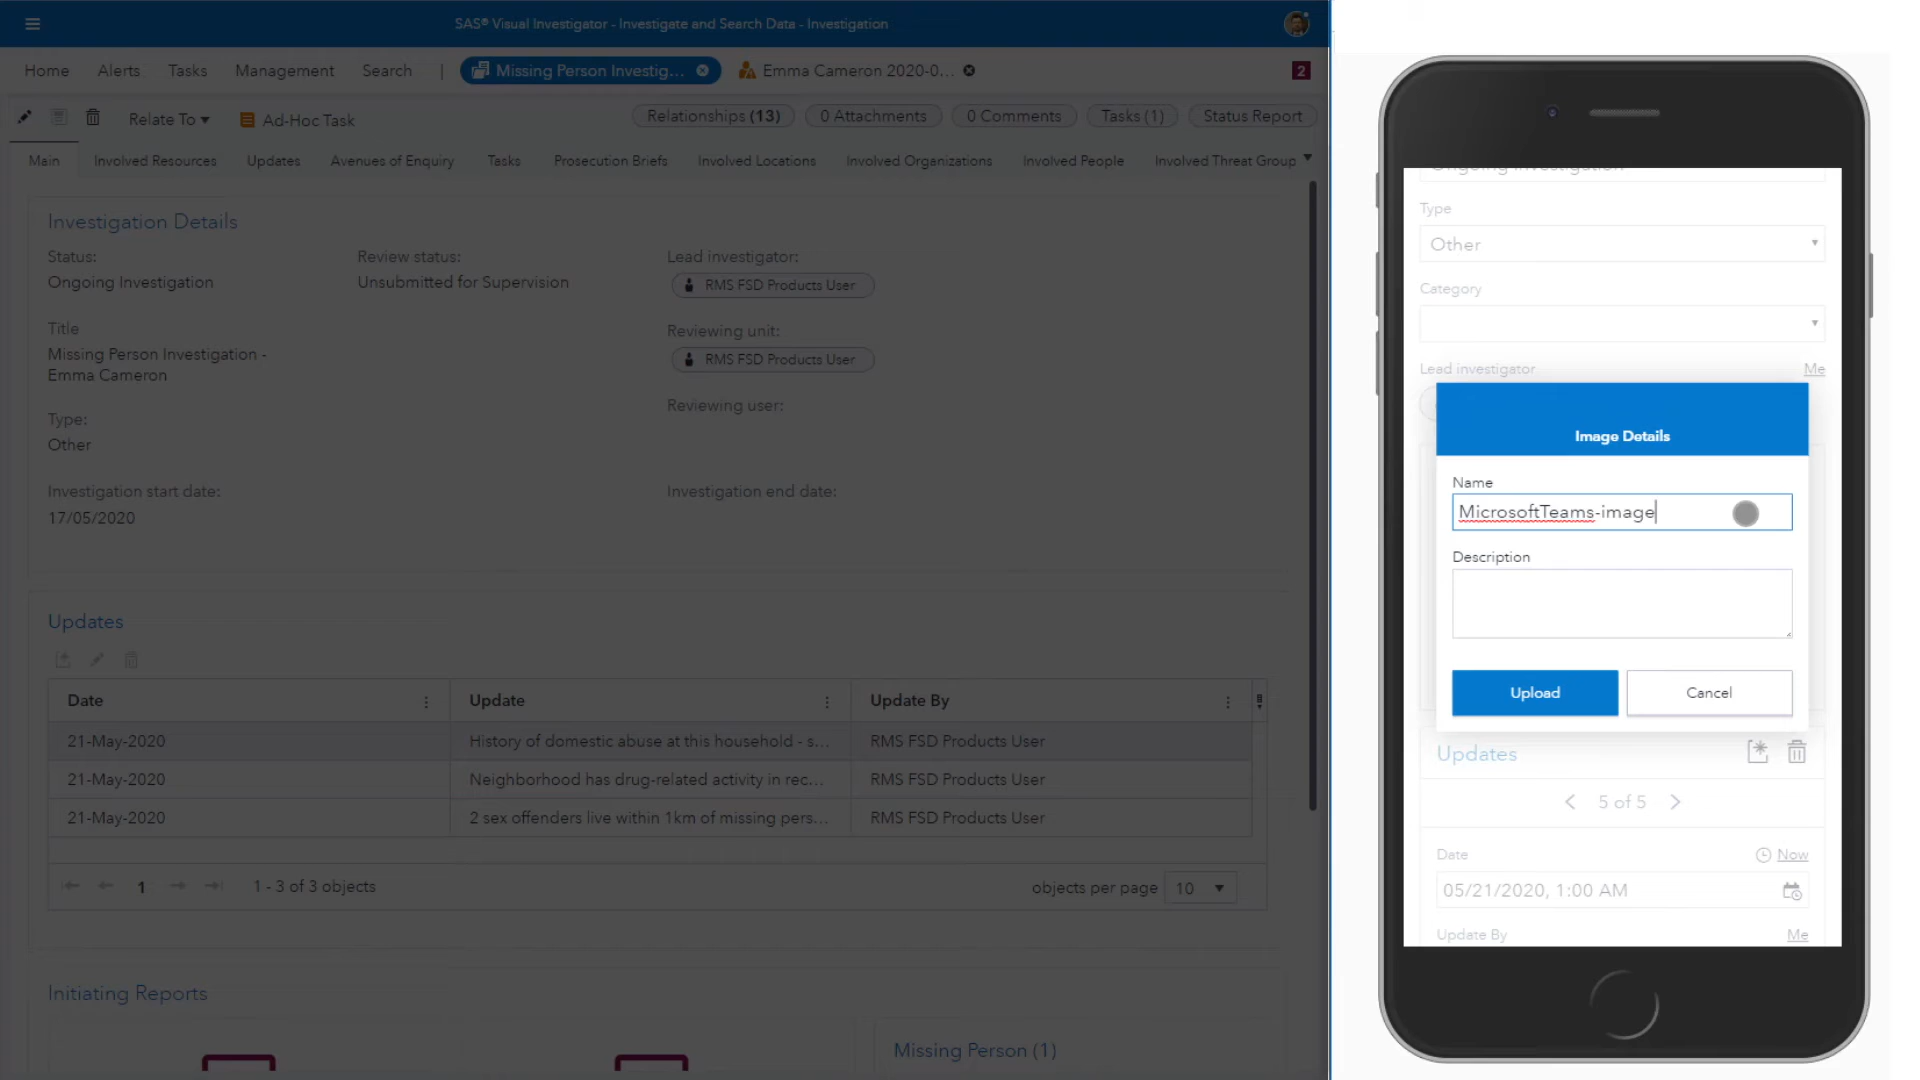 SAS® Visual Investigator - Investigate and Search Data - Investigation
Home Alerts Tasks Management Search | Missing Person Investig... Emma Cameron 2020-0... 2
Relate To Ad-Hoc Task Relationships (13) 0 Attachments 0 Comments Tasks (1) Status Report
Main Involved Resources Updates Avenues of Enquiry Tasks Prosecution Briefs Involved Locations Involved Organizations Involved People Involved Threat Group
Investigation Details
Status:
Ongoing Investigation
Review status:
Unsubmitted for Supervision
Lead investigator:
RMS FSD Products User
Title
Missing Person Investigation -
Emma Cameron
Reviewing unit:
RMS FSD Products User
Type:
Other
Reviewing user:
Investigation start date:
17/05/2020
Investigation end date:
Updates
Date Update Update By
21-May-2020 History of domestic abuse at this household - s... RMS FSD Products User
21-May-2020 Neighborhood has drug-related activity in rec... RMS FSD Products User
21-May-2020 2 sex offenders live within 1km of missing pers... RMS FSD Products User
1 1 - 3 of 3 objects objects per page 10
Initiating Reports
Missing Person (1)
Ongoing Investigation
Type
Other
Category
Lead investigator Me
Image Details
Name
MicrosoftTeams-image
Description
Upload Cancel
Updates
5 of 5
Date Now
05/21/2020, 1:00 AM
Update By Me